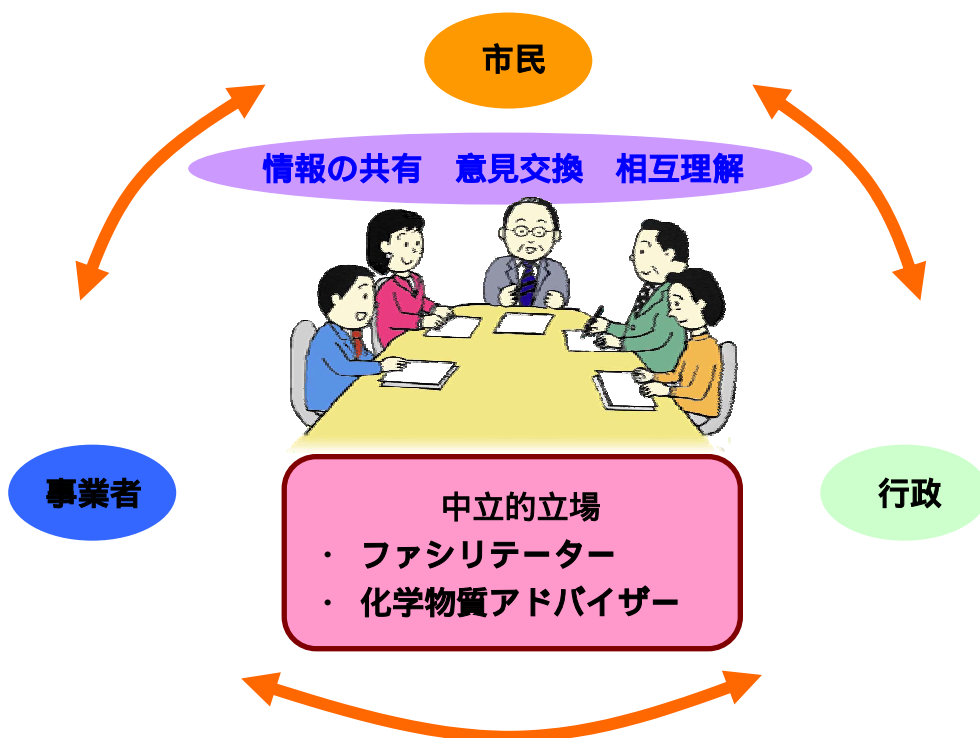 市民
情報の共有　意見交換　相互理解
事業者
行政
中立的立場
・ ファシリテーター
・ 化学物質アドバイザー